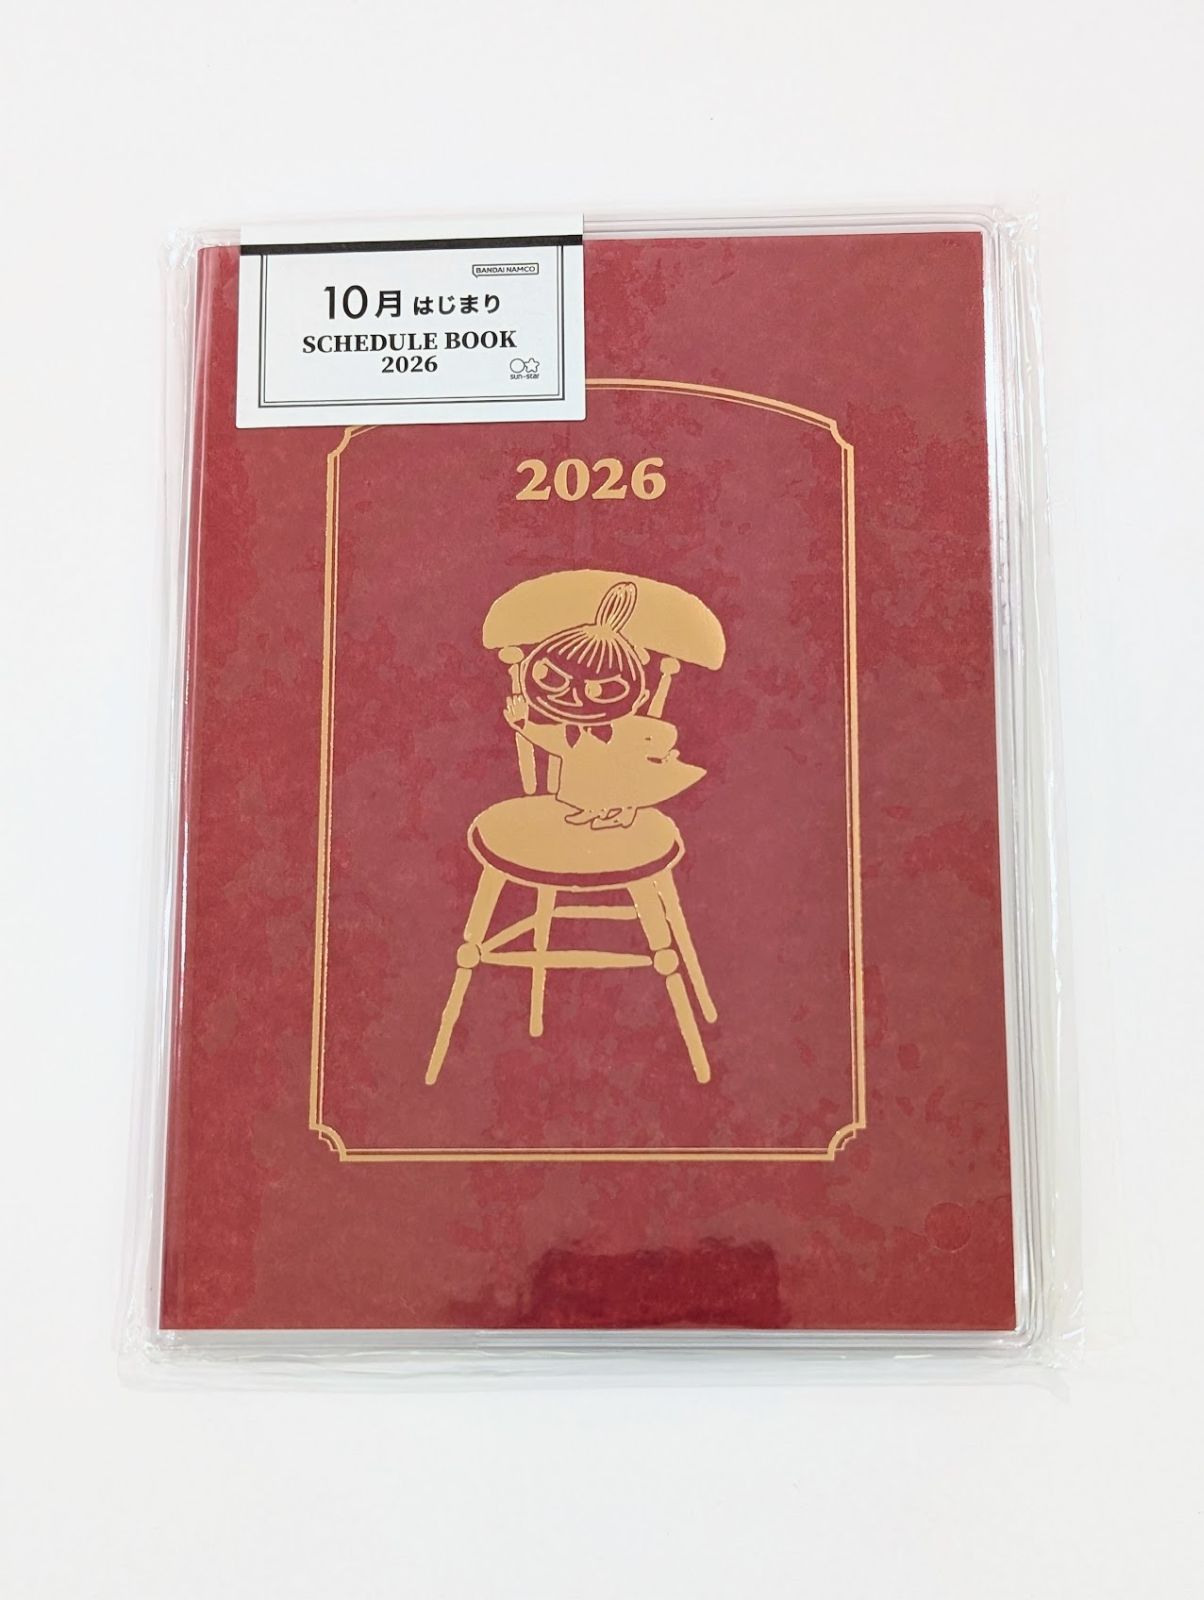 BANDAI NAMCO
10月はじまり
SCHEDULE BOOK
2026
sun-star
2026